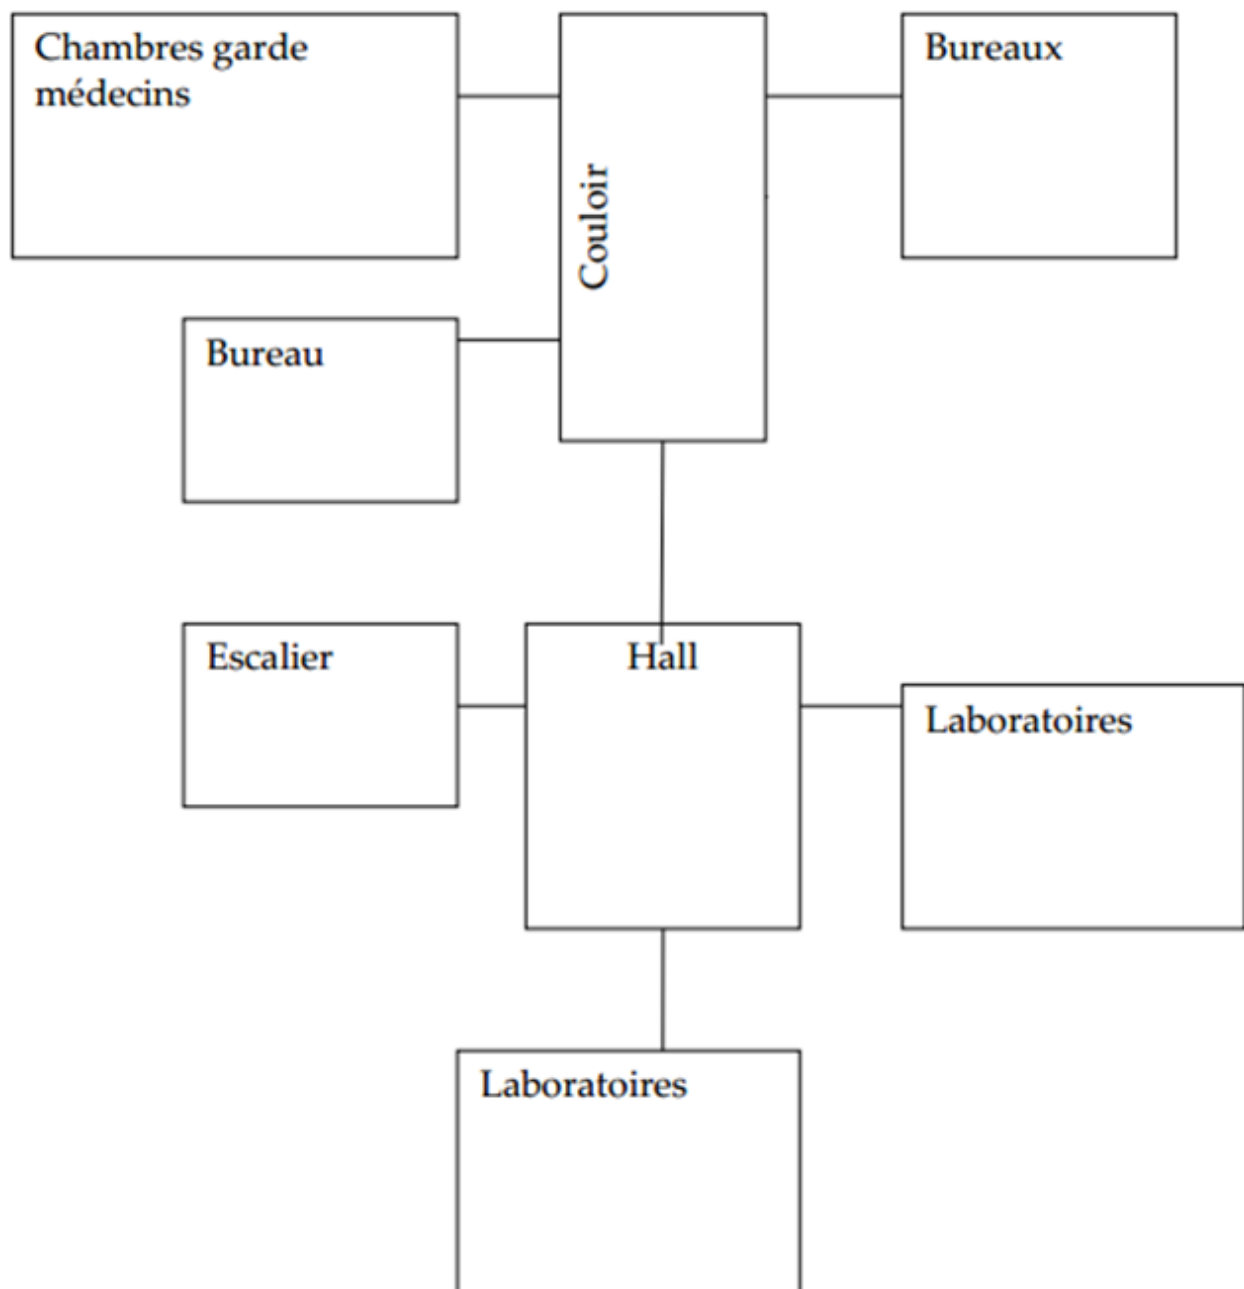 Chambres garde
médecins
Couloir
Bureaux
Bureau
Escalier
Hall
Laboratoires
Laboratoires